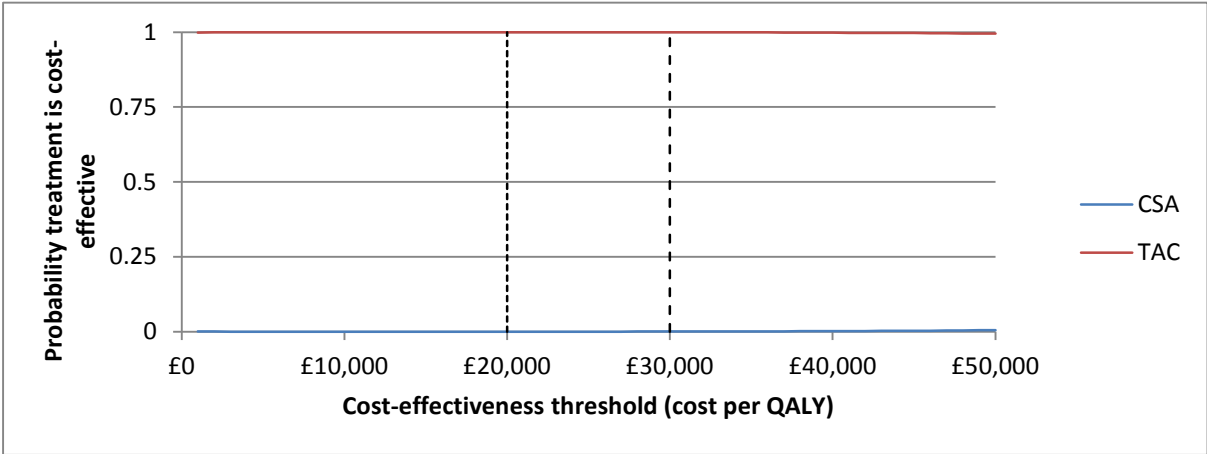 Probability treatment is cost-
effective
1
0.75
0.5
0.25
0
£0 £10,000 £20,000 £30,000 £40,000 £50,000
Cost-effectiveness threshold (cost per QALY)
CSA
TAC